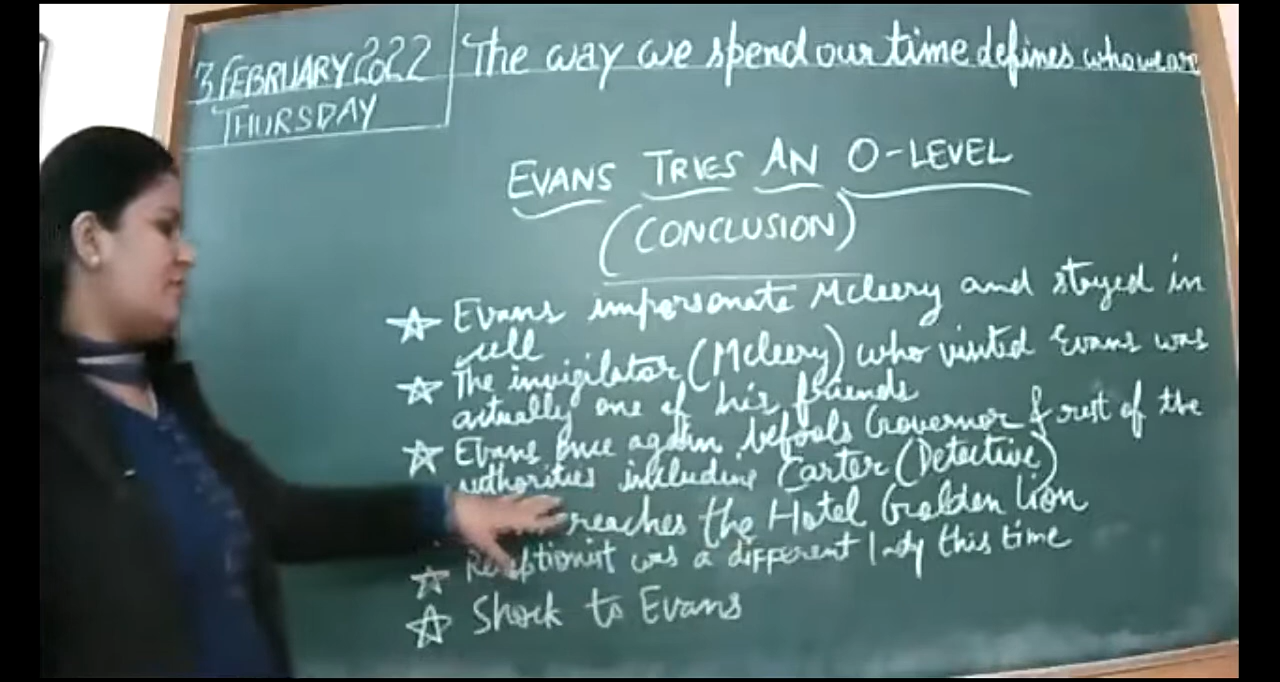 3 FEBRUARY 2022
THURSDAY
The way we spend our time defines who we are
EVANS TRIES AN O-LEVEL
(CONCLUSION)
☆ Evans impersonate Mcleery and stayed in
cell
☆ The invigilator (Mcleery) who visited Evans was
actually one of his friends
☆ Evans once again befools Governor & rest of the
authorities including Carter (Detective)
reaches the Hotel Golden Lion
☆ Receptionist was a different lady this time
☆ Shock to Evans